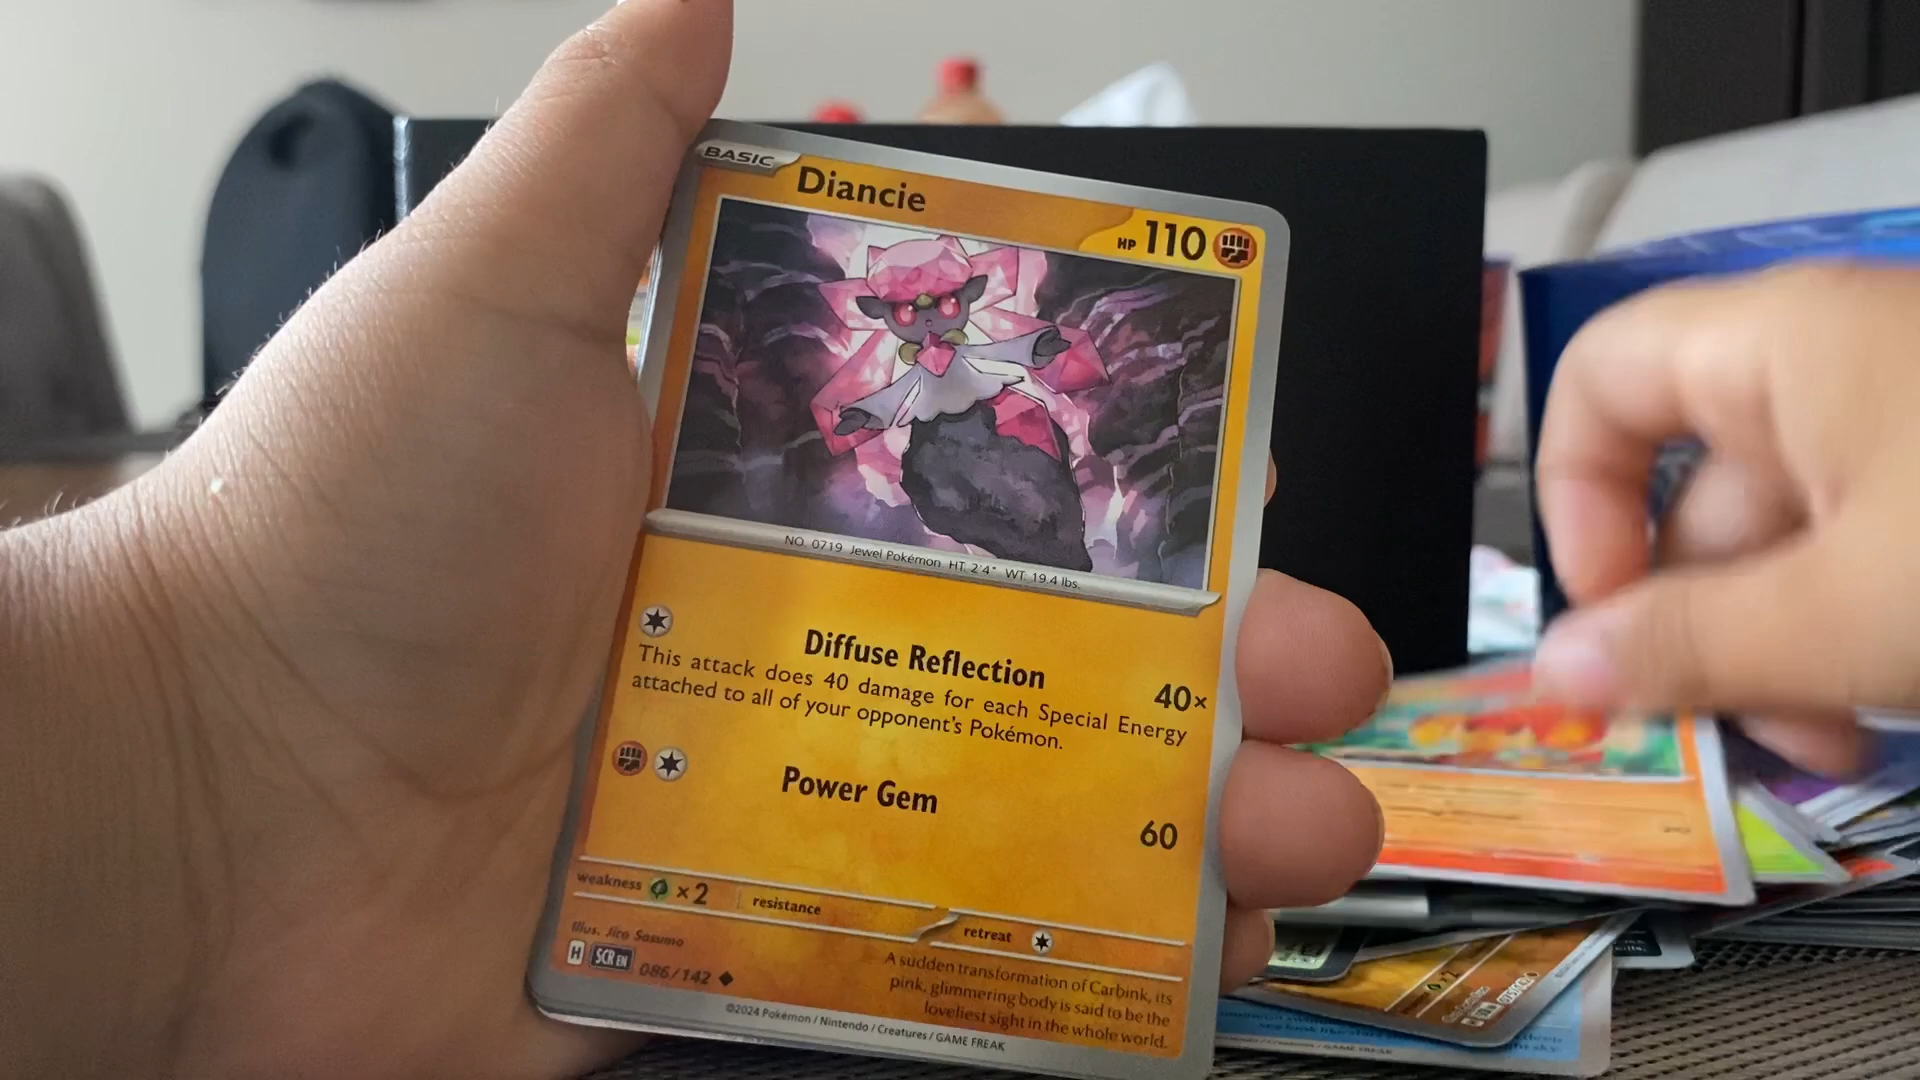 BASIC
Diancie
HP 110
NO. 0719 Jewel Pokémon HT: 2'4" WT: 19.4 lbs.
Diffuse Reflection
40×
This attack does 40 damage for each Special Energy
attached to all of your opponent's Pokémon.
Power Gem
60
weakness ×2 resistance
retreat
Illus. Jiro Sasumo
H SCR EN 086/142
A sudden transformation of Carbink, its
pink, glimmering body is said to be the
loveliest sight in the whole world.
©2024 Pokémon / Nintendo / Creatures / GAME FREAK